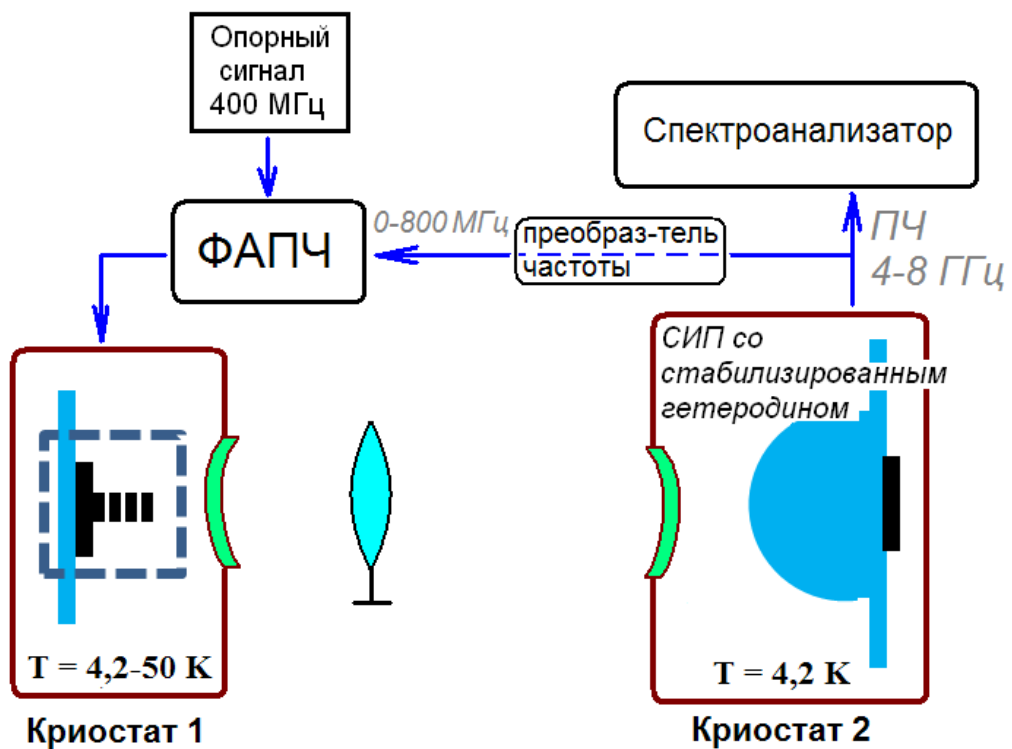 Опорный
сигнал
400 МГц
Спектроанализатор
ФАПЧ
0-800 МГц
преобраз-тель
частоты
ПЧ
4-8 ГГц
СИП со
стабилизированным
гетеродином
T = 4,2-50 K
T = 4,2 K
Криостат 1
Криостат 2